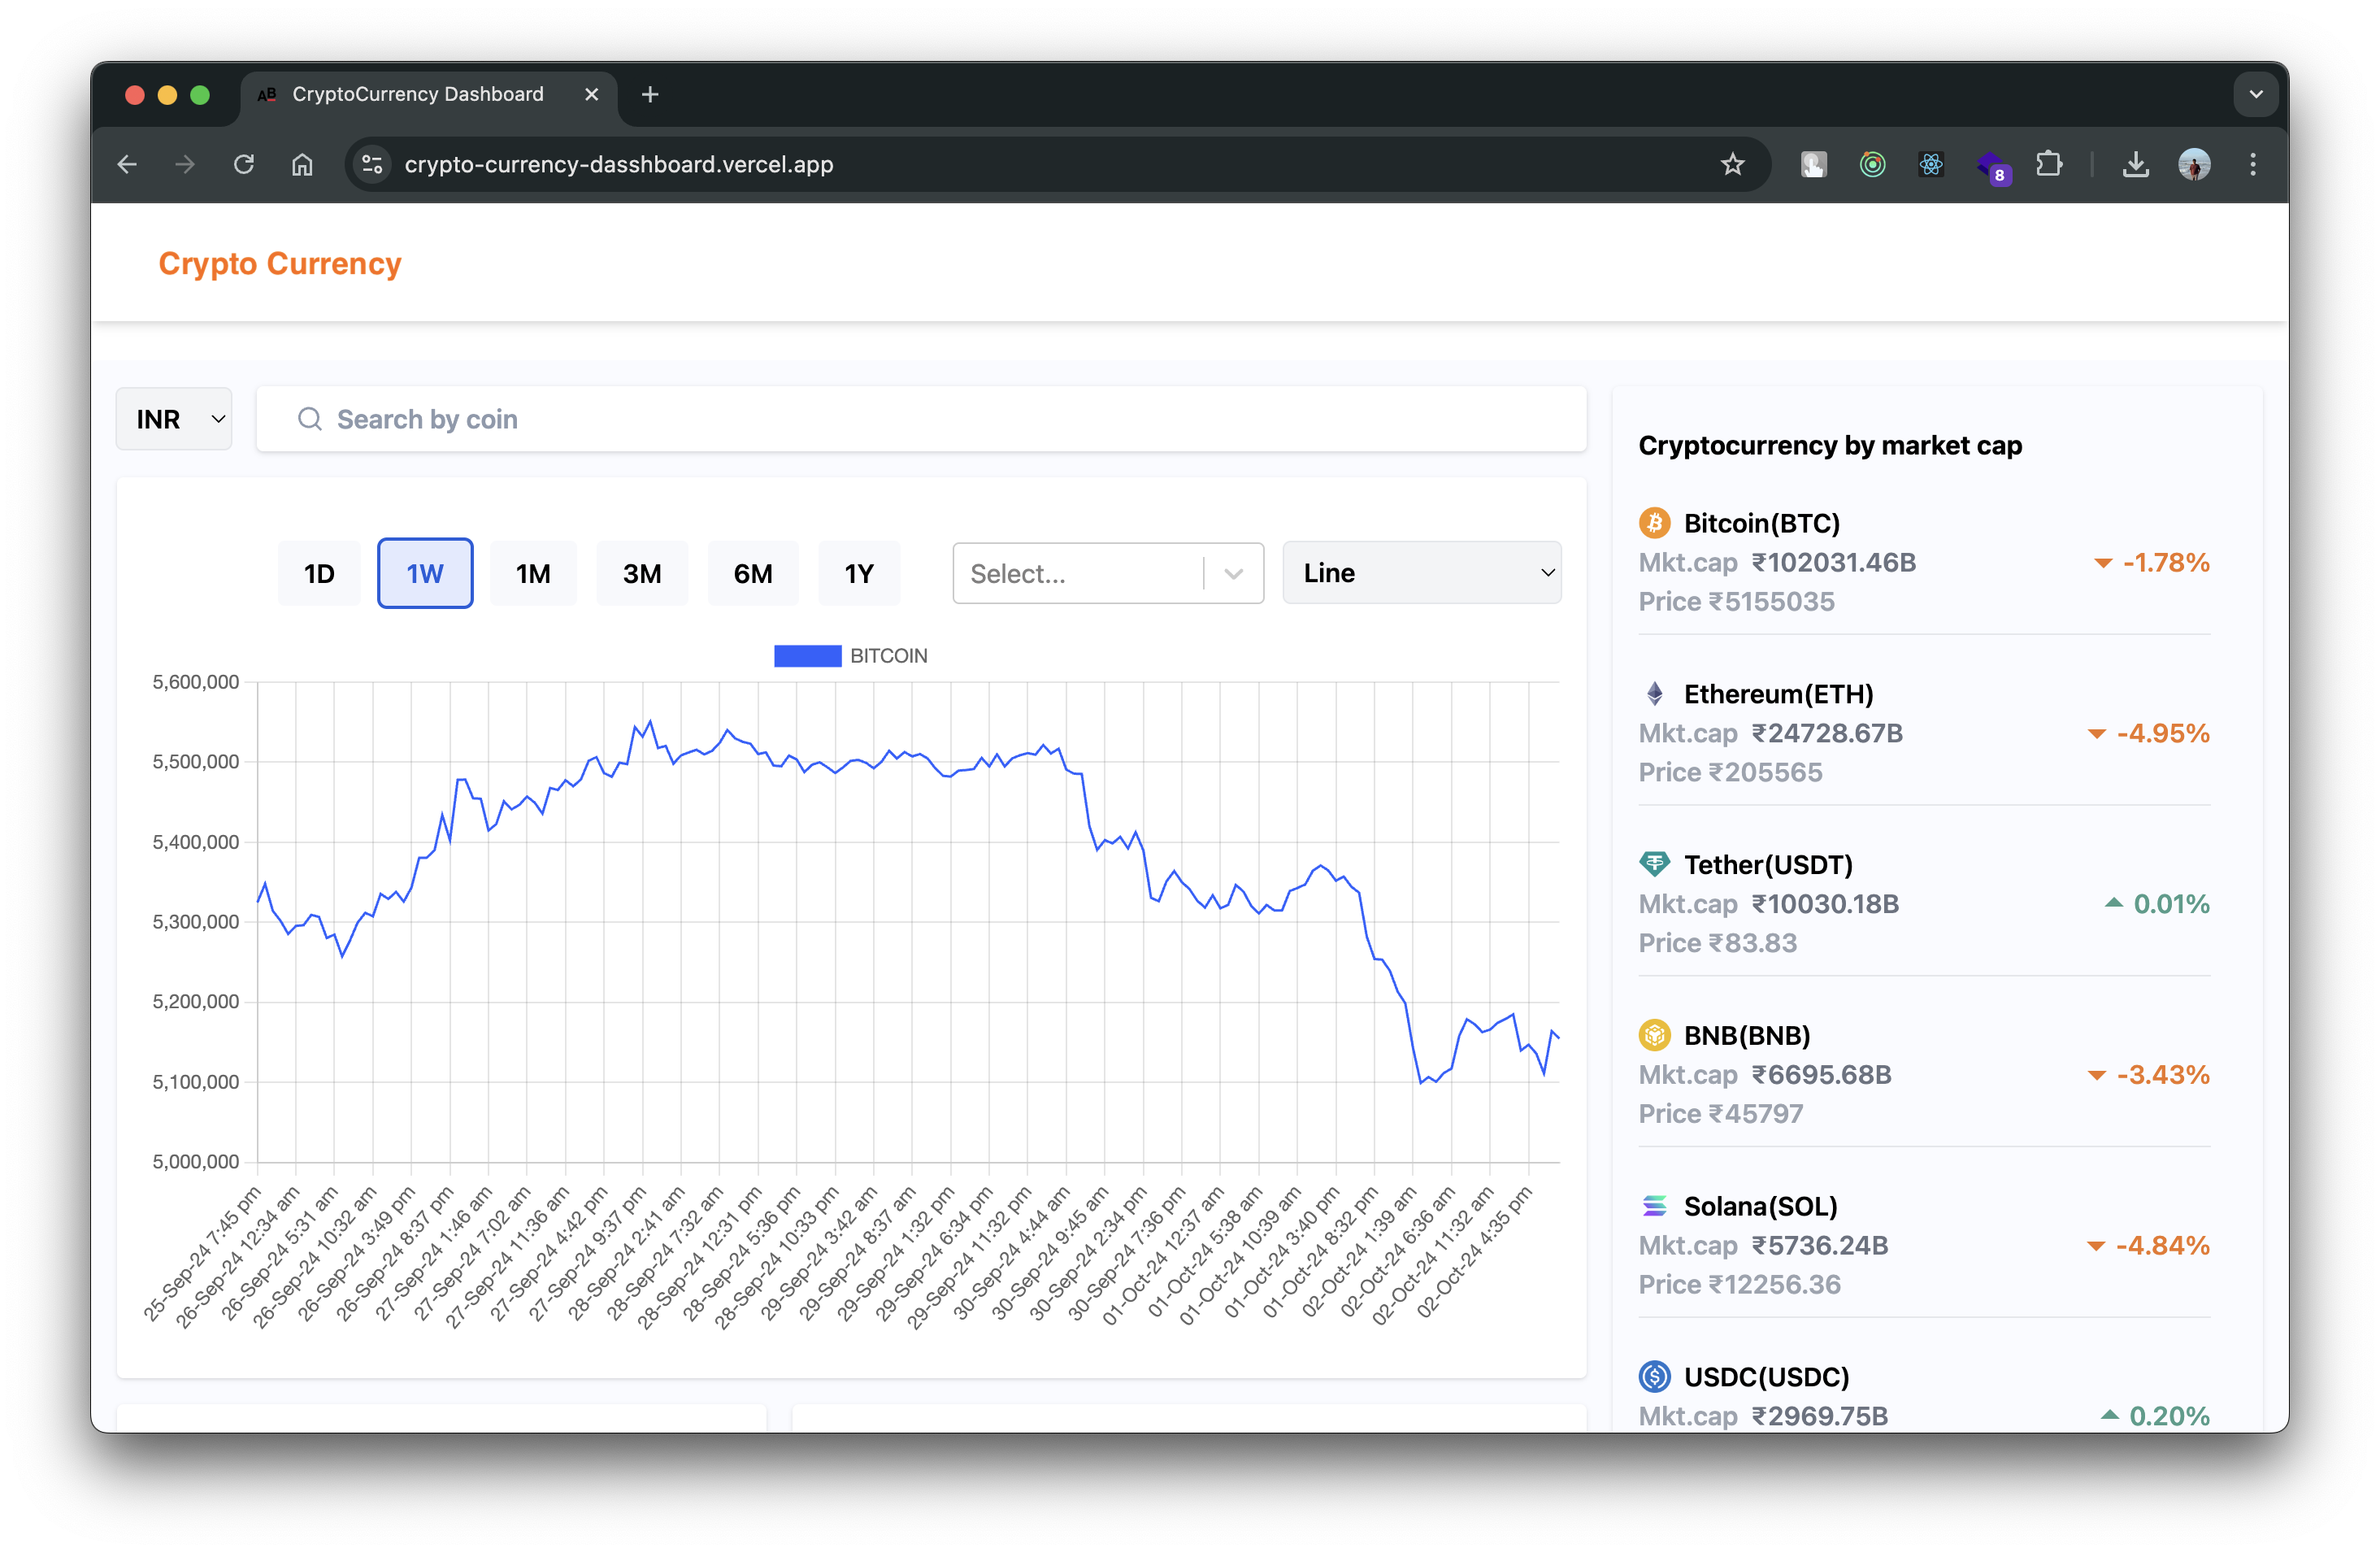 AB CryptoCurrency Dashboard
crypto-currency-dasshboard.vercel.app
8
Crypto Currency
INR
Search by coin
1D 1W 1M 3M 6M 1Y Select... Line
BITCOIN
5,600,000
5,500,000
5,400,000
5,300,000
5,200,000
5,100,000
5,000,000
25-Sep-24 7:45 pm
26-Sep-24 12:34 am
26-Sep-24 5:31 am
26-Sep-24 10:32 am
26-Sep-24 3:49 pm
26-Sep-24 8:37 pm
27-Sep-24 1:46 am
27-Sep-24 7:02 am
27-Sep-24 11:36 am
27-Sep-24 4:42 pm
27-Sep-24 9:37 pm
28-Sep-24 2:41 am
28-Sep-24 7:32 am
28-Sep-24 12:31 pm
28-Sep-24 5:36 pm
28-Sep-24 10:33 pm
29-Sep-24 3:42 am
29-Sep-24 8:37 am
29-Sep-24 1:32 pm
29-Sep-24 6:34 pm
29-Sep-24 11:32 pm
30-Sep-24 4:44 am
30-Sep-24 9:45 am
30-Sep-24 2:34 pm
30-Sep-24 7:36 pm
01-Oct-24 12:37 am
01-Oct-24 5:38 am
01-Oct-24 10:39 am
01-Oct-24 3:40 pm
01-Oct-24 8:32 pm
02-Oct-24 1:39 am
02-Oct-24 6:36 am
02-Oct-24 11:32 am
02-Oct-24 4:35 pm
Cryptocurrency by market cap
Bitcoin(BTC)
Mkt.cap ₹102031.46B -1.78%
Price ₹5155035
Ethereum(ETH)
Mkt.cap ₹24728.67B -4.95%
Price ₹205565
Tether(USDT)
Mkt.cap ₹10030.18B 0.01%
Price ₹83.83
BNB(BNB)
Mkt.cap ₹6695.68B -3.43%
Price ₹45797
Solana(SOL)
Mkt.cap ₹5736.24B -4.84%
Price ₹12256.36
USDC(USDC)
Mkt.cap ₹2969.75B 0.20%